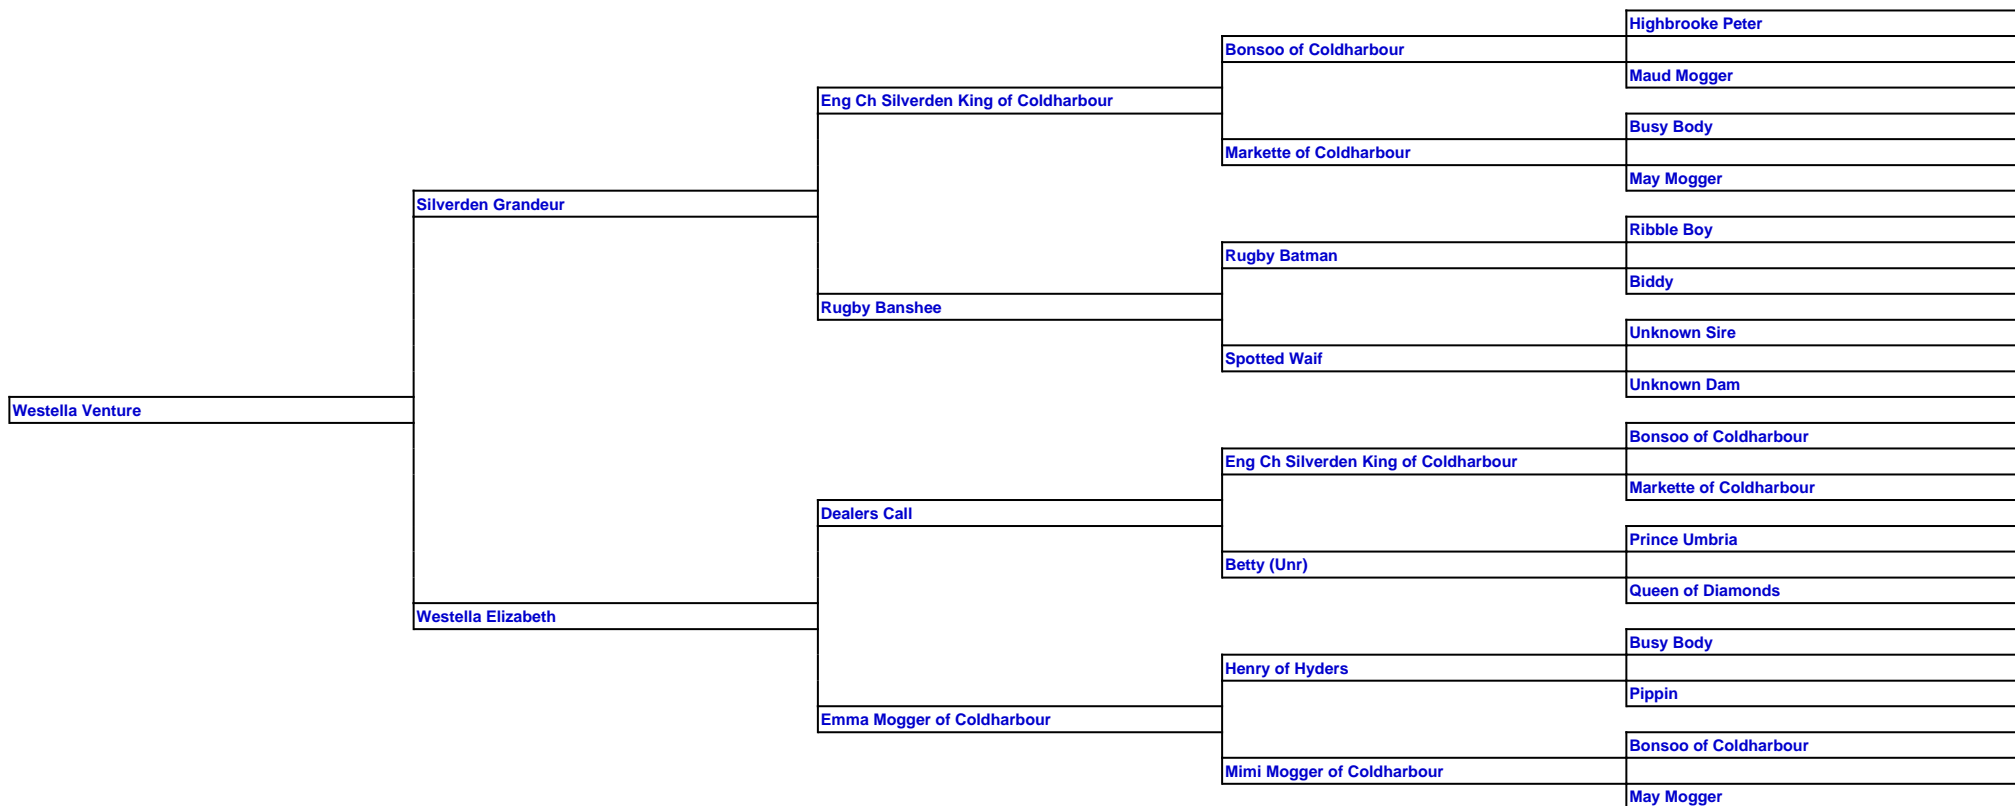 Highbrooke Peter
Bonsoo of Coldharbour
Maud Mogger
Eng Ch Silverden King of Coldharbour
Busy Body
Markette of Coldharbour
May Mogger
Silverden Grandeur
Ribble Boy
Rugby Batman
Biddy
Rugby Banshee
Unknown Sire
Spotted Waif
Unknown Dam
Westella Venture
Bonsoo of Coldharbour
Eng Ch Silverden King of Coldharbour
Markette of Coldharbour
Dealers Call
Prince Umbria
Betty (Unr)
Queen of Diamonds
Westella Elizabeth
Busy Body
Henry of Hyders
Pippin
Emma Mogger of Coldharbour
Bonsoo of Coldharbour
Mimi Mogger of Coldharbour
May Mogger